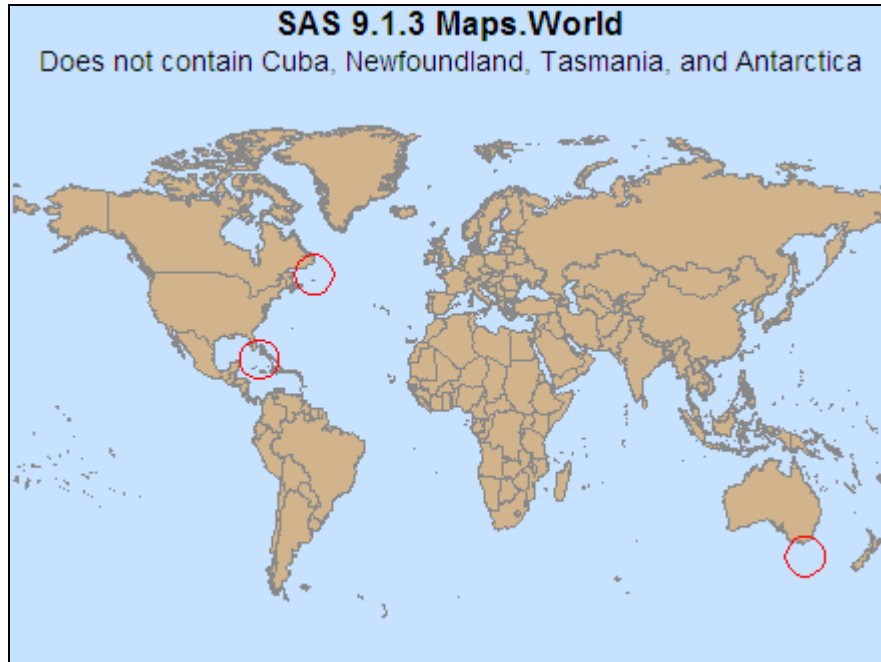 SAS 9.1.3 Maps.World
Does not contain Cuba, Newfoundland, Tasmania, and Antarctica